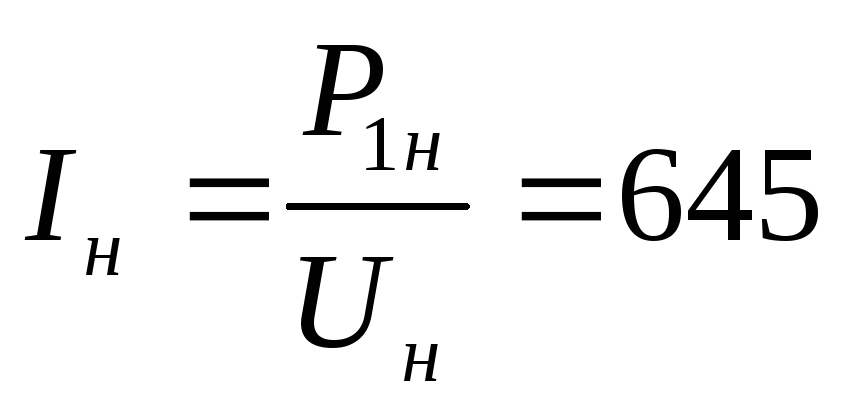 Iн = P1н / Uн = 645